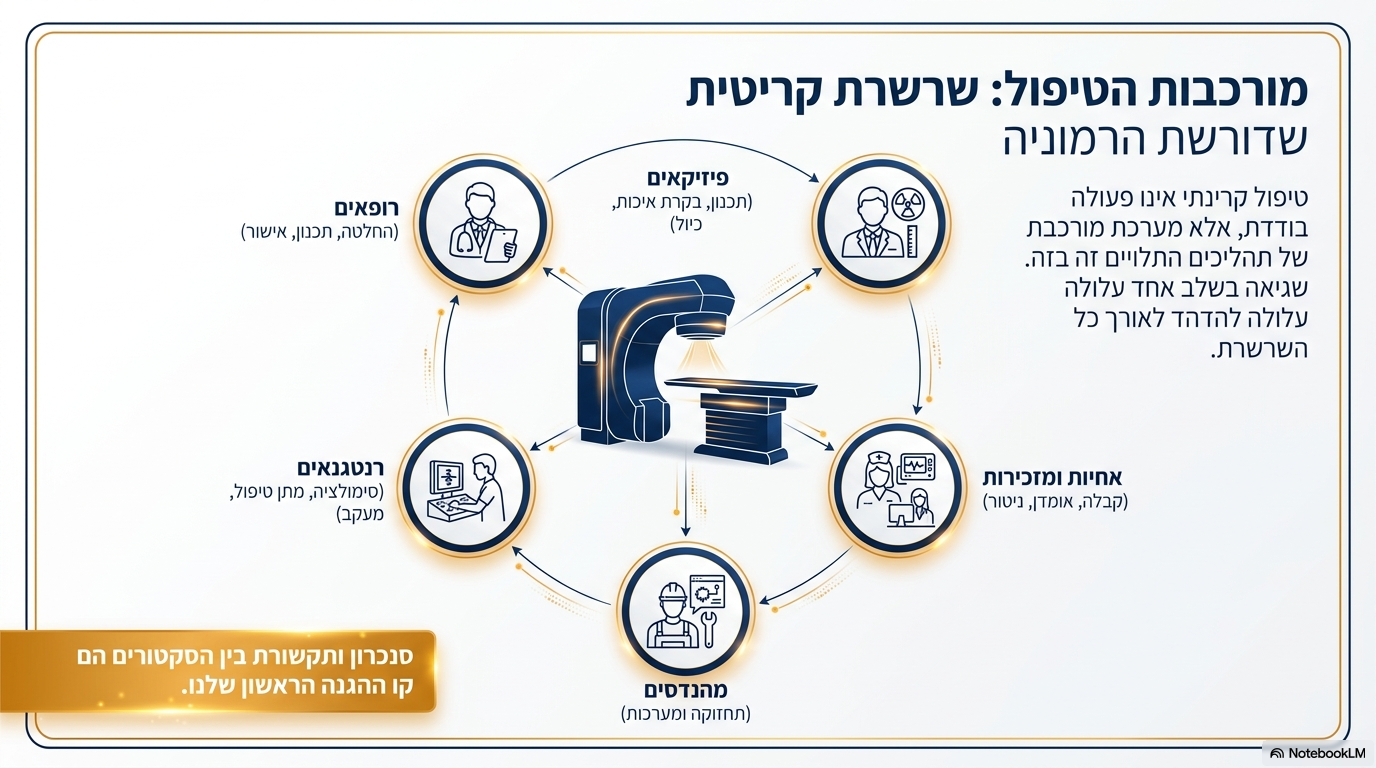 מורכבות הטיפול: שרשרת קריטית
שדורשת הרמוניה
טיפול קרינתי אינו פעולה
בודדת, אלא מערכת מורכבת
של תהליכים התלויים זה בזה.
שגיאה בשלב אחד עלולה
עלולה להדהד לאורך כל
השרשרת.
פיזיקאים
(תכנון, בקרת איכות,
כיול)
רופאים
(החלטה, תכנון, אישור)
אחיות ומזכירות
(קבלה, אומדן, ניטור)
רנטגנאים
(סימולציה, מתן טיפול,
מעקב)
מהנדסים
(תחזוקה ומערכות)
סנכרון ותקשורת בין הסקטורים הם
קו ההגנה הראשון שלנו.
NotebookLM